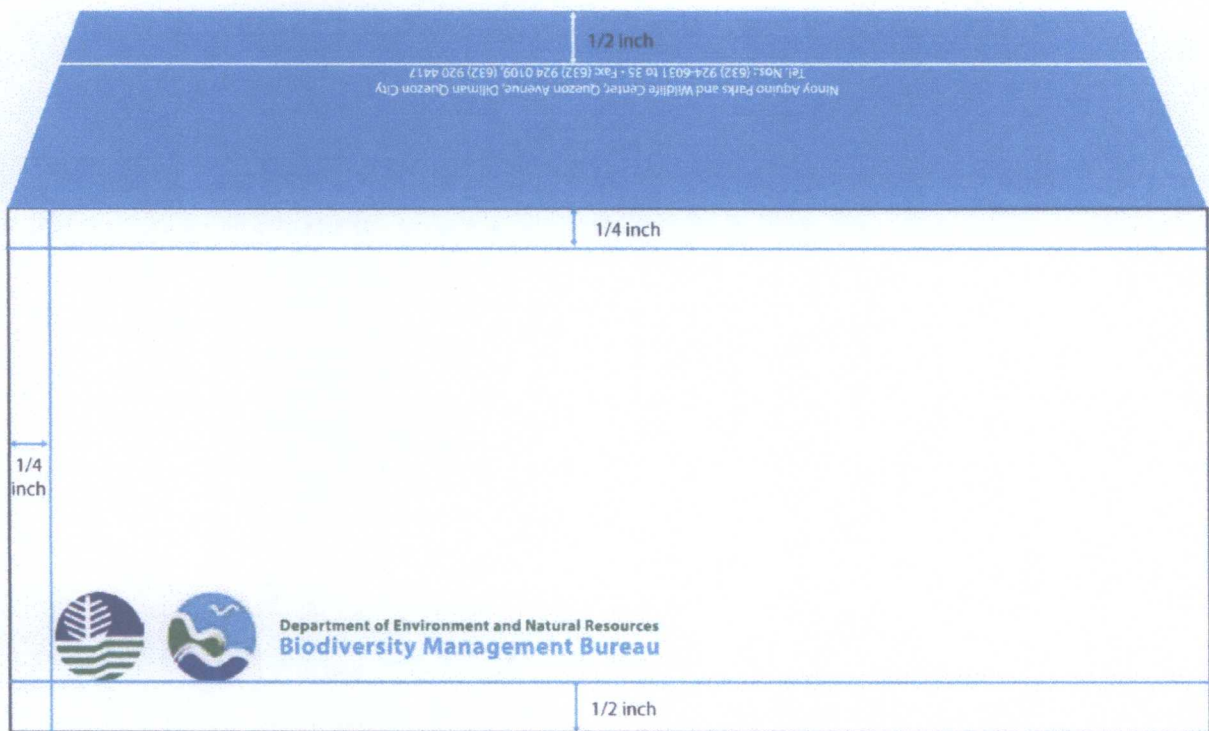 1/2 inch
Ninoy Aquino Parks and Wildlife Center, Quezon Avenue, Diliman Quezon City
Tel. Nos.: (632) 924-6031 to 35 - Fax: (632) 924 0109, (632) 920 4417
1/4 inch
1/4
inch
Department of Environment and Natural Resources
Biodiversity Management Bureau
1/2 inch